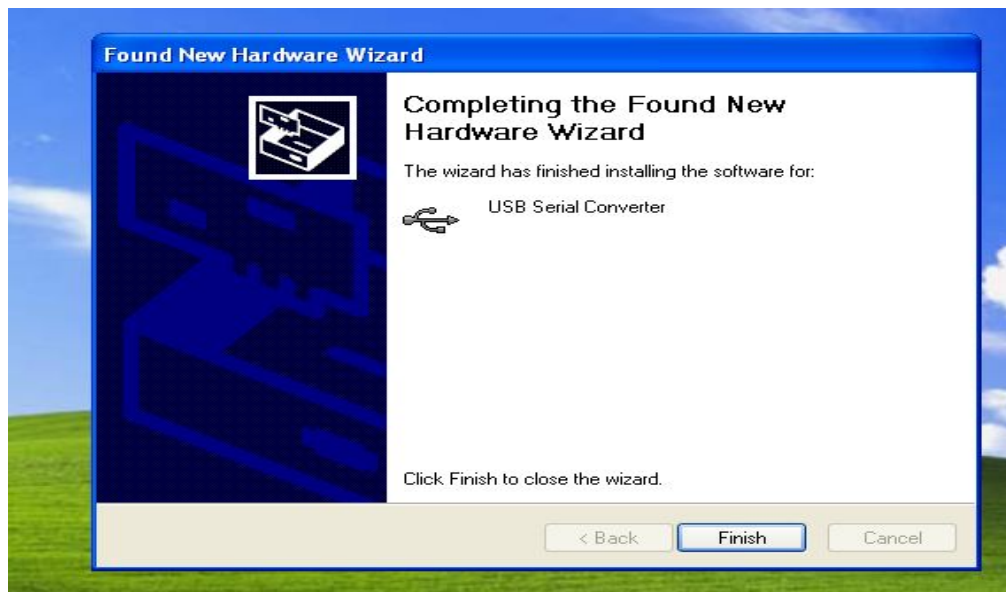 Found New Hardware Wizard
Completing the Found New
Hardware Wizard
The wizard has finished installing the software for:
USB Serial Converter
Click Finish to close the wizard.
< Back
Finish
Cancel